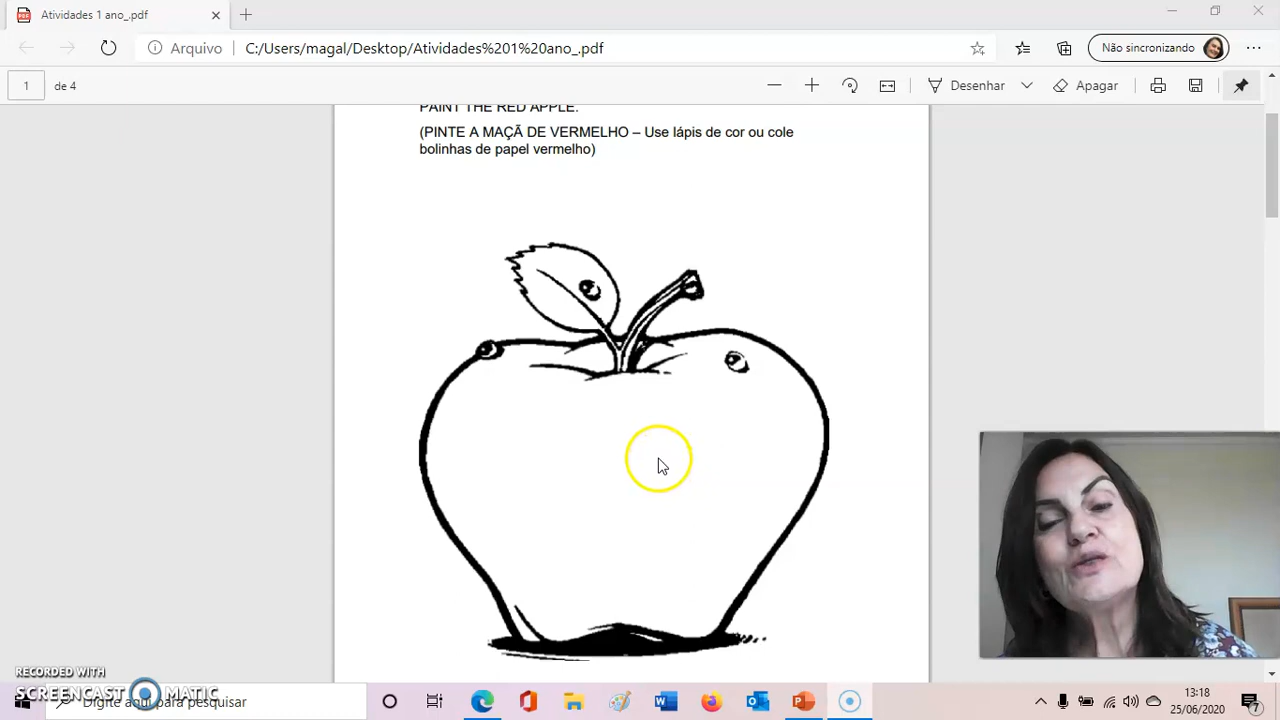 Atividades 1 ano_.pdf
Arquivo
C:/Users/magal/Desktop/Atividades%201%20ano_.pdf
Não sincronizando
1
de 4
Desenhar
Apagar
PAINT THE RED APPLE.
(PINTE A MAÇÃ DE VERMELHO – Use lápis de cor ou cole
bolinhas de papel vermelho)
RECORDED WITH
SCREENCAST MATIC
Digite aqui para pesquisar
13:18
25/06/2020
7